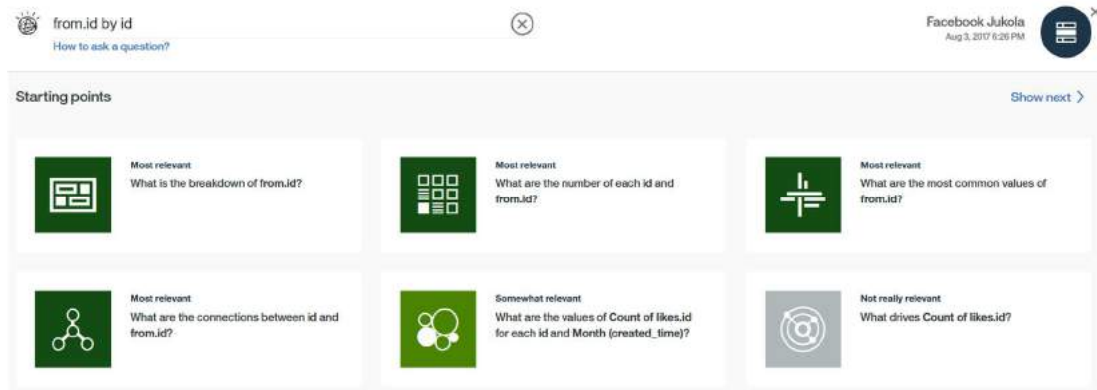 from.id by id
How to ask a question?
Facebook Jukola
Aug 3, 2017 6:26 PM
Starting points
Show next
Most relevant
What is the breakdown of from.id?
Most relevant
What are the number of each id and
from.id?
Most relevant
What are the most common values of
from.id?
Most relevant
What are the connections between id and
from.id?
Somewhat relevant
What are the values of Count of likes.id
for each id and Month (created_time)?
Not really relevant
What drives Count of likes.id?